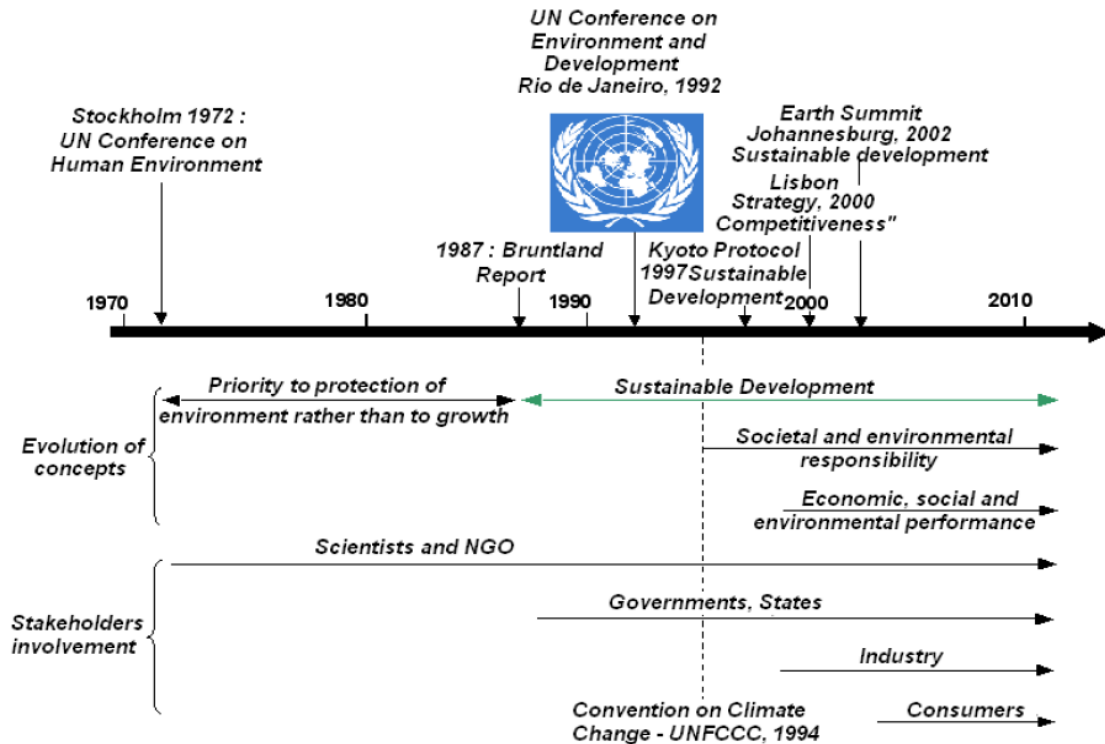 UN Conference on
Environment and
Development
Rio de Janeiro, 1992
Stockholm 1972 :
UN Conference on
Human Environment
Earth Summit
Johannesburg, 2002
Sustainable development
Lisbon
Strategy, 2000
Competitiveness"
1987 : Bruntland
Report
Kyoto Protocol
1997 Sustainable
Development
1970
1980
1990
2000
2010
Evolution of
concepts
Priority to protection of
environment rather than to growth
Sustainable Development
Societal and environmental
responsibility
Economic, social and
environmental performance
Stakeholders
involvement
Scientists and NGO
Governments, States
Industry
Consumers
Convention on Climate
Change - UNFCCC, 1994